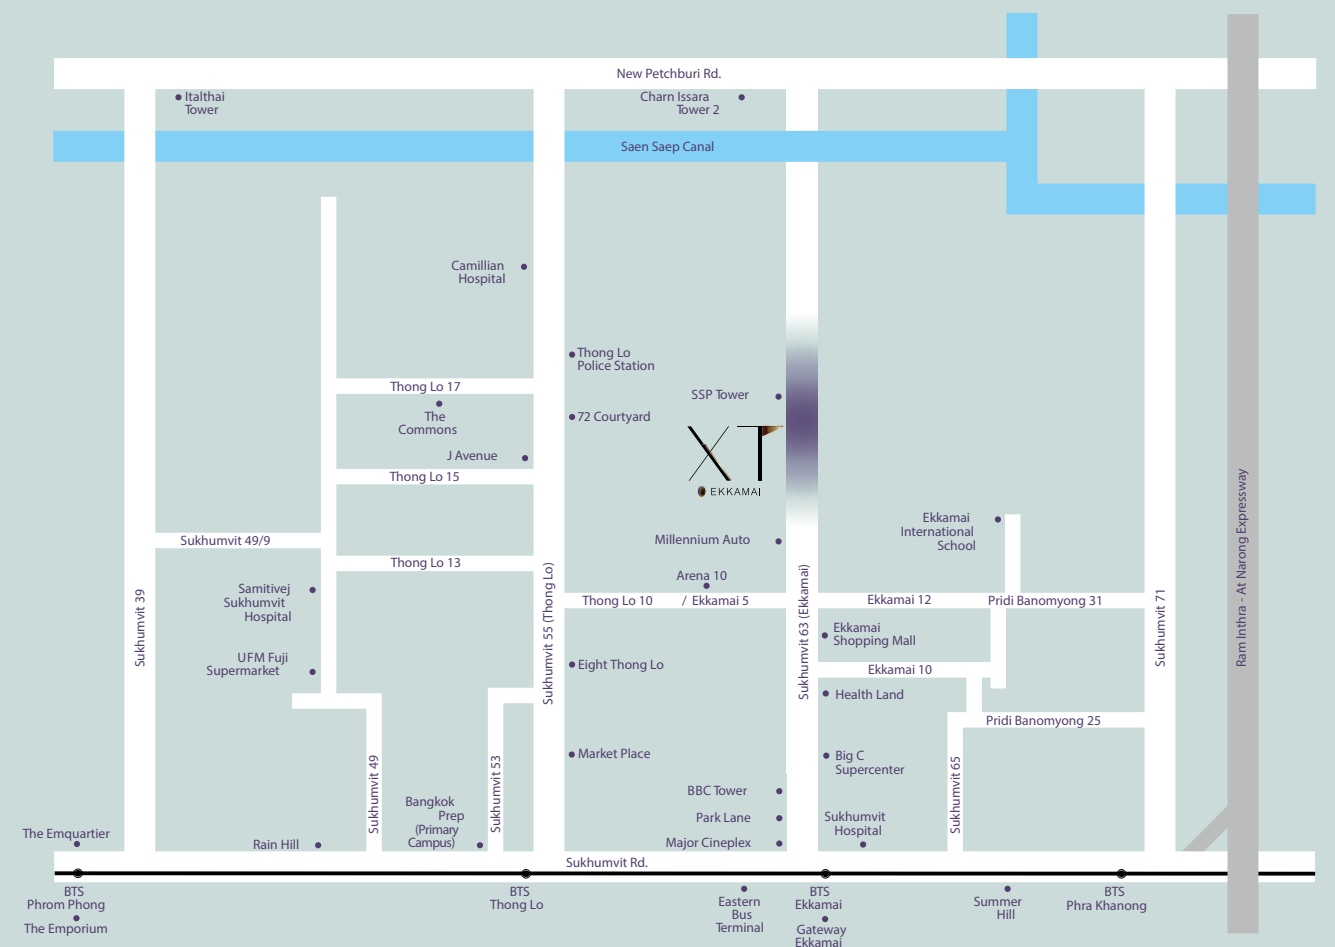 New Petchburi Rd.
Italthai
Tower
Charn Issara
Tower 2
Saen Saep Canal
Camillian
Hospital
Thong Lo
Police Station
Thong Lo 17
SSP Tower
The
Commons
72 Courtyard
XT
EKKAMAI
J Avenue
Thong Lo 15
Ekkamai
International
School
Sukhumvit 49/9
Millennium Auto
Thong Lo 13
Arena 10
Samitivej
Sukhumvit
Hospital
Thong Lo 10 / Ekkamai 5
Ekkamai 12
Pridi Banomyong 31
Sukhumvit 39
Sukhumvit 55 (Thong Lo)
Sukhumvit 63 (Ekkamai)
Sukhumvit 71
Ram Inthra - At Narong Expressway
Ekkamai
Shopping Mall
UFM Fuji
Supermarket
Eight Thong Lo
Ekkamai 10
Health Land
Pridi Banomyong 25
Market Place
Big C
Supercenter
Sukhumvit 49
Sukhumvit 53
Sukhumvit 65
BBC Tower
Bangkok
Prep
(Primary
Campus)
Park Lane
Sukhumvit
Hospital
The Emquartier
Rain Hill
Major Cineplex
Sukhumvit Rd.
BTS
Phrom Phong
The Emporium
BTS
Thong Lo
Eastern
Bus
Terminal
BTS
Ekkamai
Gateway
Ekkamai
Summer
Hill
BTS
Phra Khanong